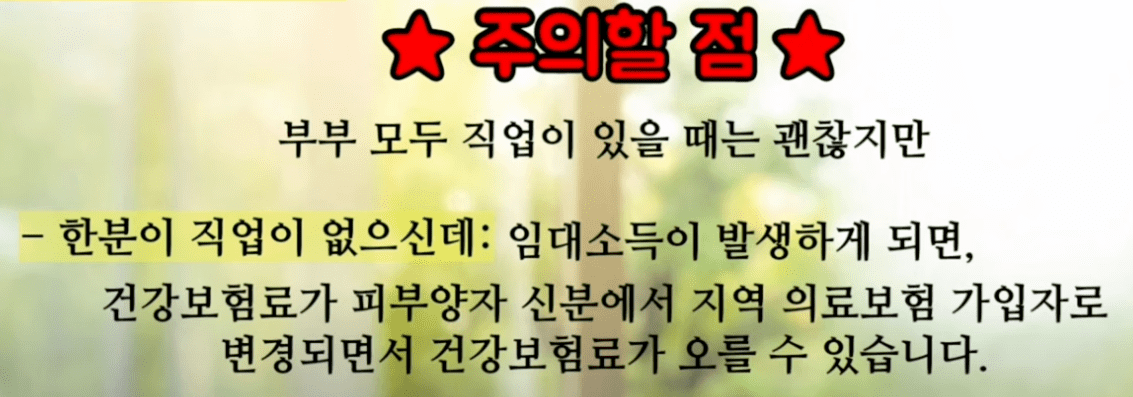 ★ 주의할 점 ★
부부 모두 직업이 있을 때는 괜찮지만
- 한분이 직업이 없으신데: 임대소득이 발생하게 되면,
건강보험료가 피부양자 신분에서 지역 의료보험 가입자로
변경되면서 건강보험료가 오를 수 있습니다.